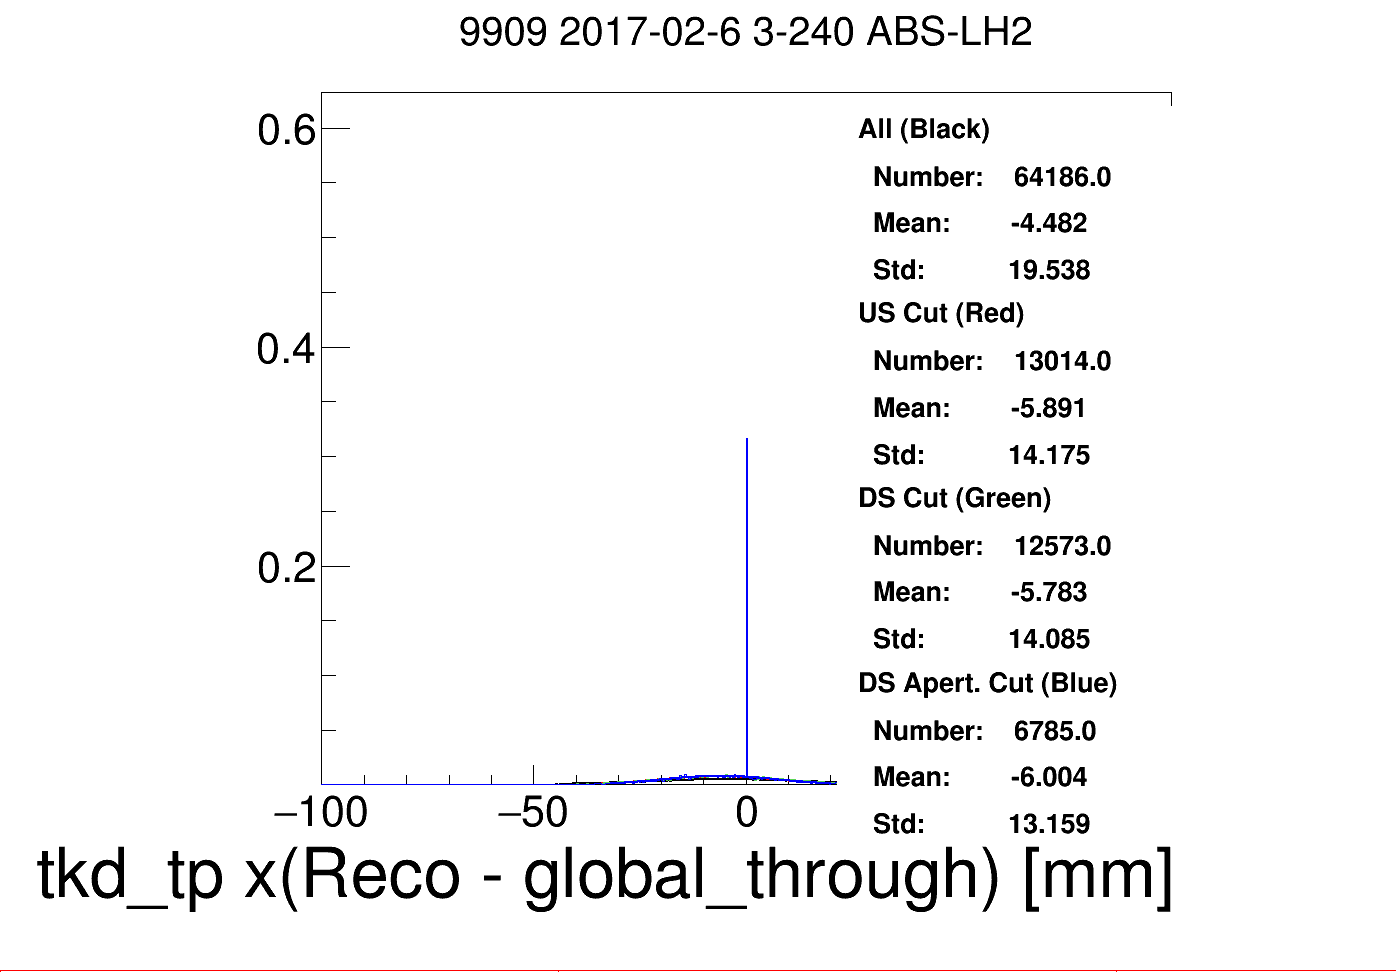 9909 2017-02-6 3-240 ABS-LH2
0.6
0.4
0.2
All (Black)
Number: 64186.0
Mean: -4.482
Std: 19.538
US Cut (Red)
Number: 13014.0
Mean: -5.891
Std: 14.175
DS Cut (Green)
Number: 12573.0
Mean: -5.783
Std: 14.085
DS Apert. Cut (Blue)
Number: 6785.0
Mean: -6.004
Std: 13.159
−100 −50 0
tkd_tp x(Reco - global_through) [mm]